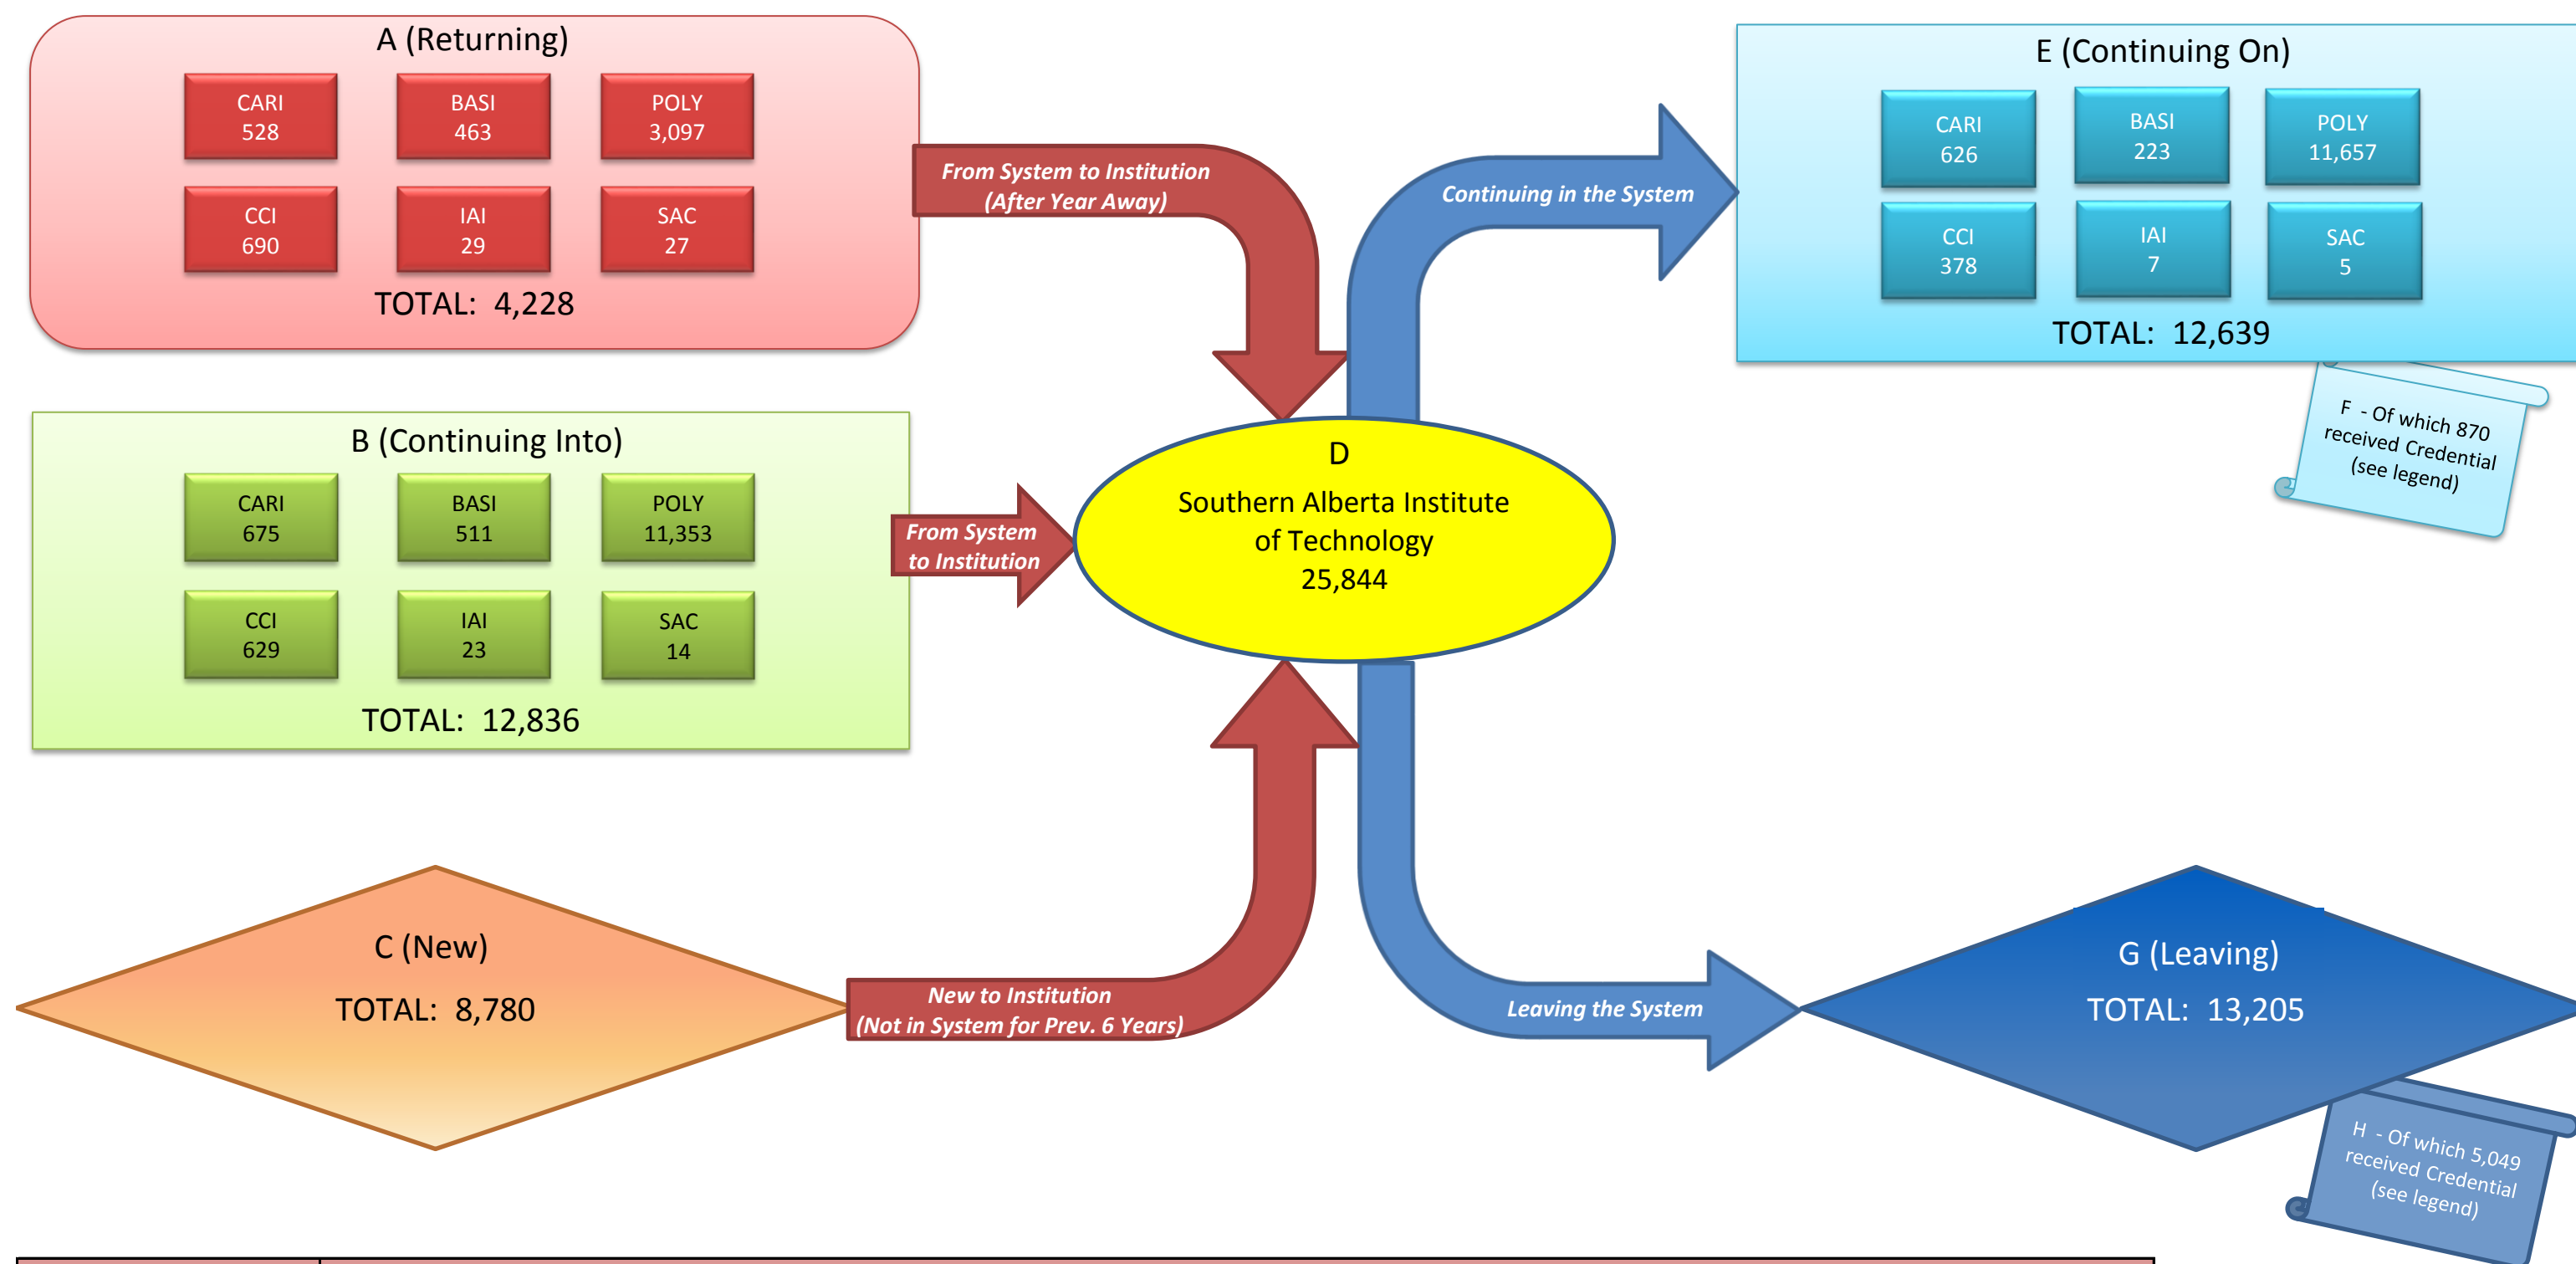 A (Returning)
CARI
528
BASI
463
POLY
3,097
CCI
690
IAI
29
SAC
27
TOTAL: 4,228
From System to Institution
(After Year Away)
Continuing in the System
E (Continuing On)
CARI
626
BASI
223
POLY
11,657
CCI
378
IAI
7
SAC
5
TOTAL: 12,639
F - Of which 870
received Credential
(see legend)
B (Continuing Into)
CARI
675
BASI
511
POLY
11,353
CCI
629
IAI
23
SAC
14
TOTAL: 12,836
From System
to Institution
D
Southern Alberta Institute
of Technology
25,844
C (New)
TOTAL: 8,780
New to Institution
(Not in System for Prev. 6 Years)
Leaving the System
G (Leaving)
TOTAL: 13,205
H - Of which 5,049
received Credential
(see legend)